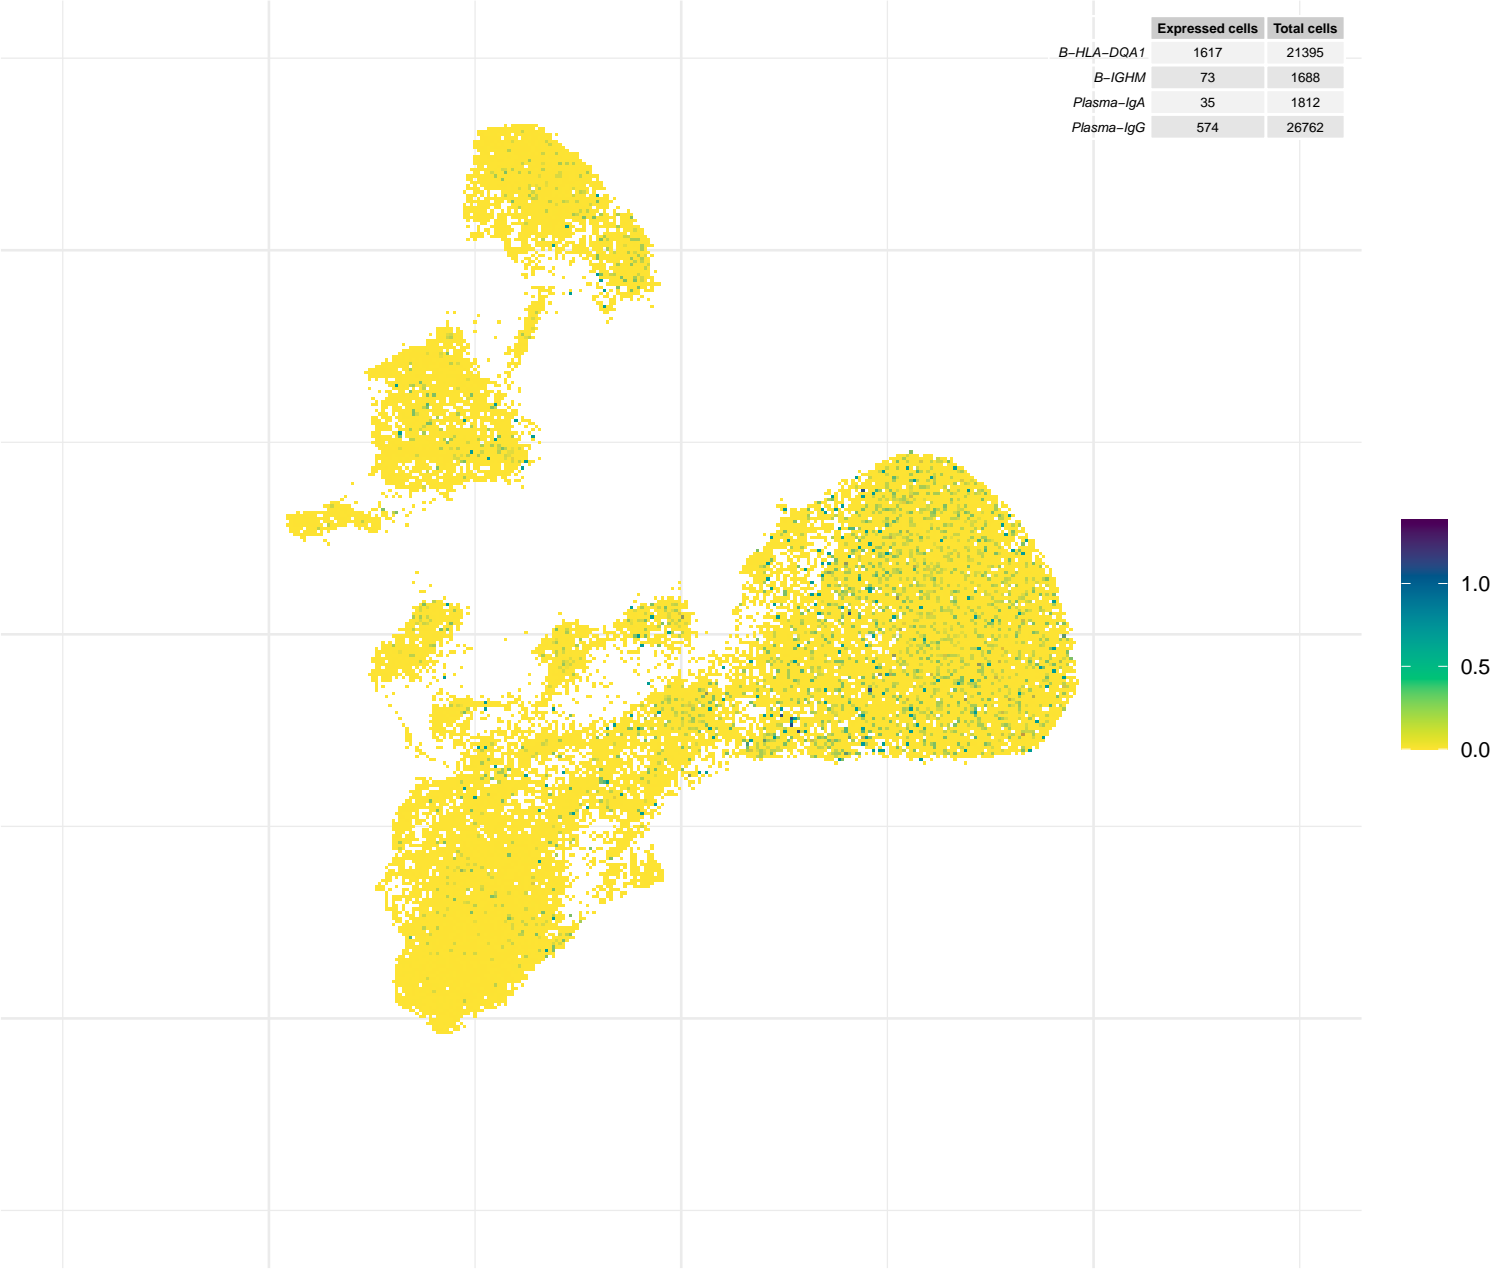 Expressed cells Total cells
B−HLA−DQA1 1617 21395
B−IGHM 73 1688
Plasma−IgA 35 1812
Plasma−IgG 574 26762
1.0
0.5
0.0